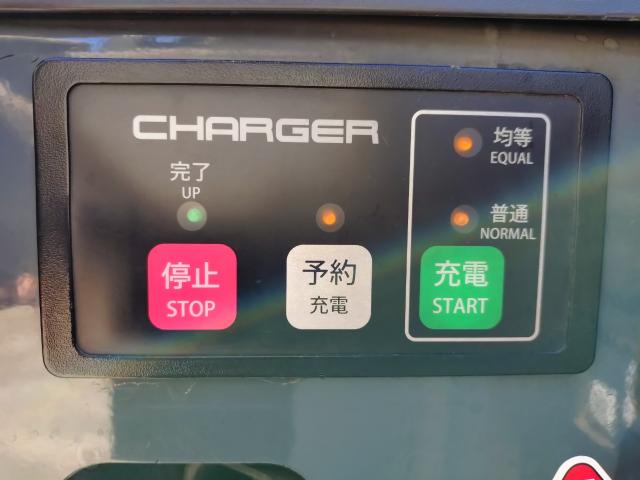 CHARGER
完了
UP
均等
EQUAL
普通
NORMAL
停止
STOP
予約
充電
充電
START